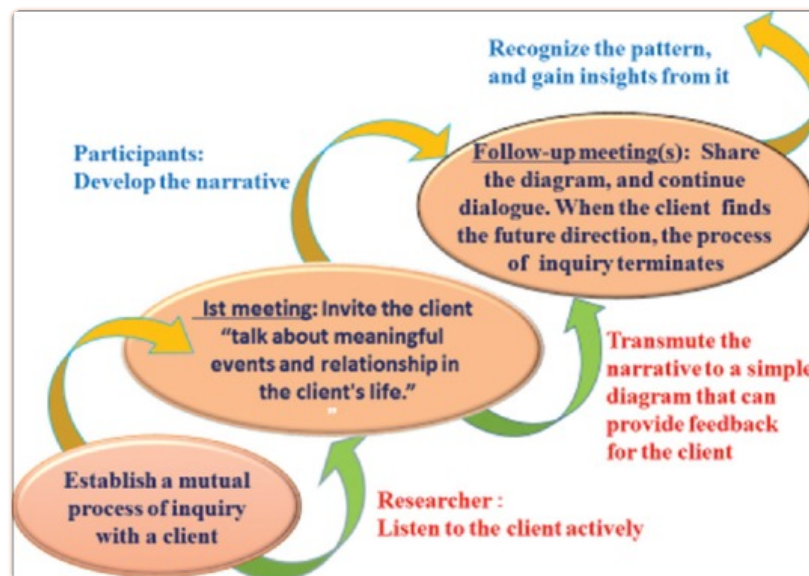 Recognize the pattern,
and gain insights from it
Participants:
Develop the narrative
Follow-up meeting(s): Share
the diagram, and continue
dialogue. When the client finds
the future direction, the process
of inquiry terminates
Ist meeting: Invite the client
“talk about meaningful
events and relationship in
the client's life.”
”
Transmute the
narrative to a simple
diagram that can
provide feedback
for the client
Establish a mutual
process of inquiry
with a client
Researcher :
Listen to the client actively